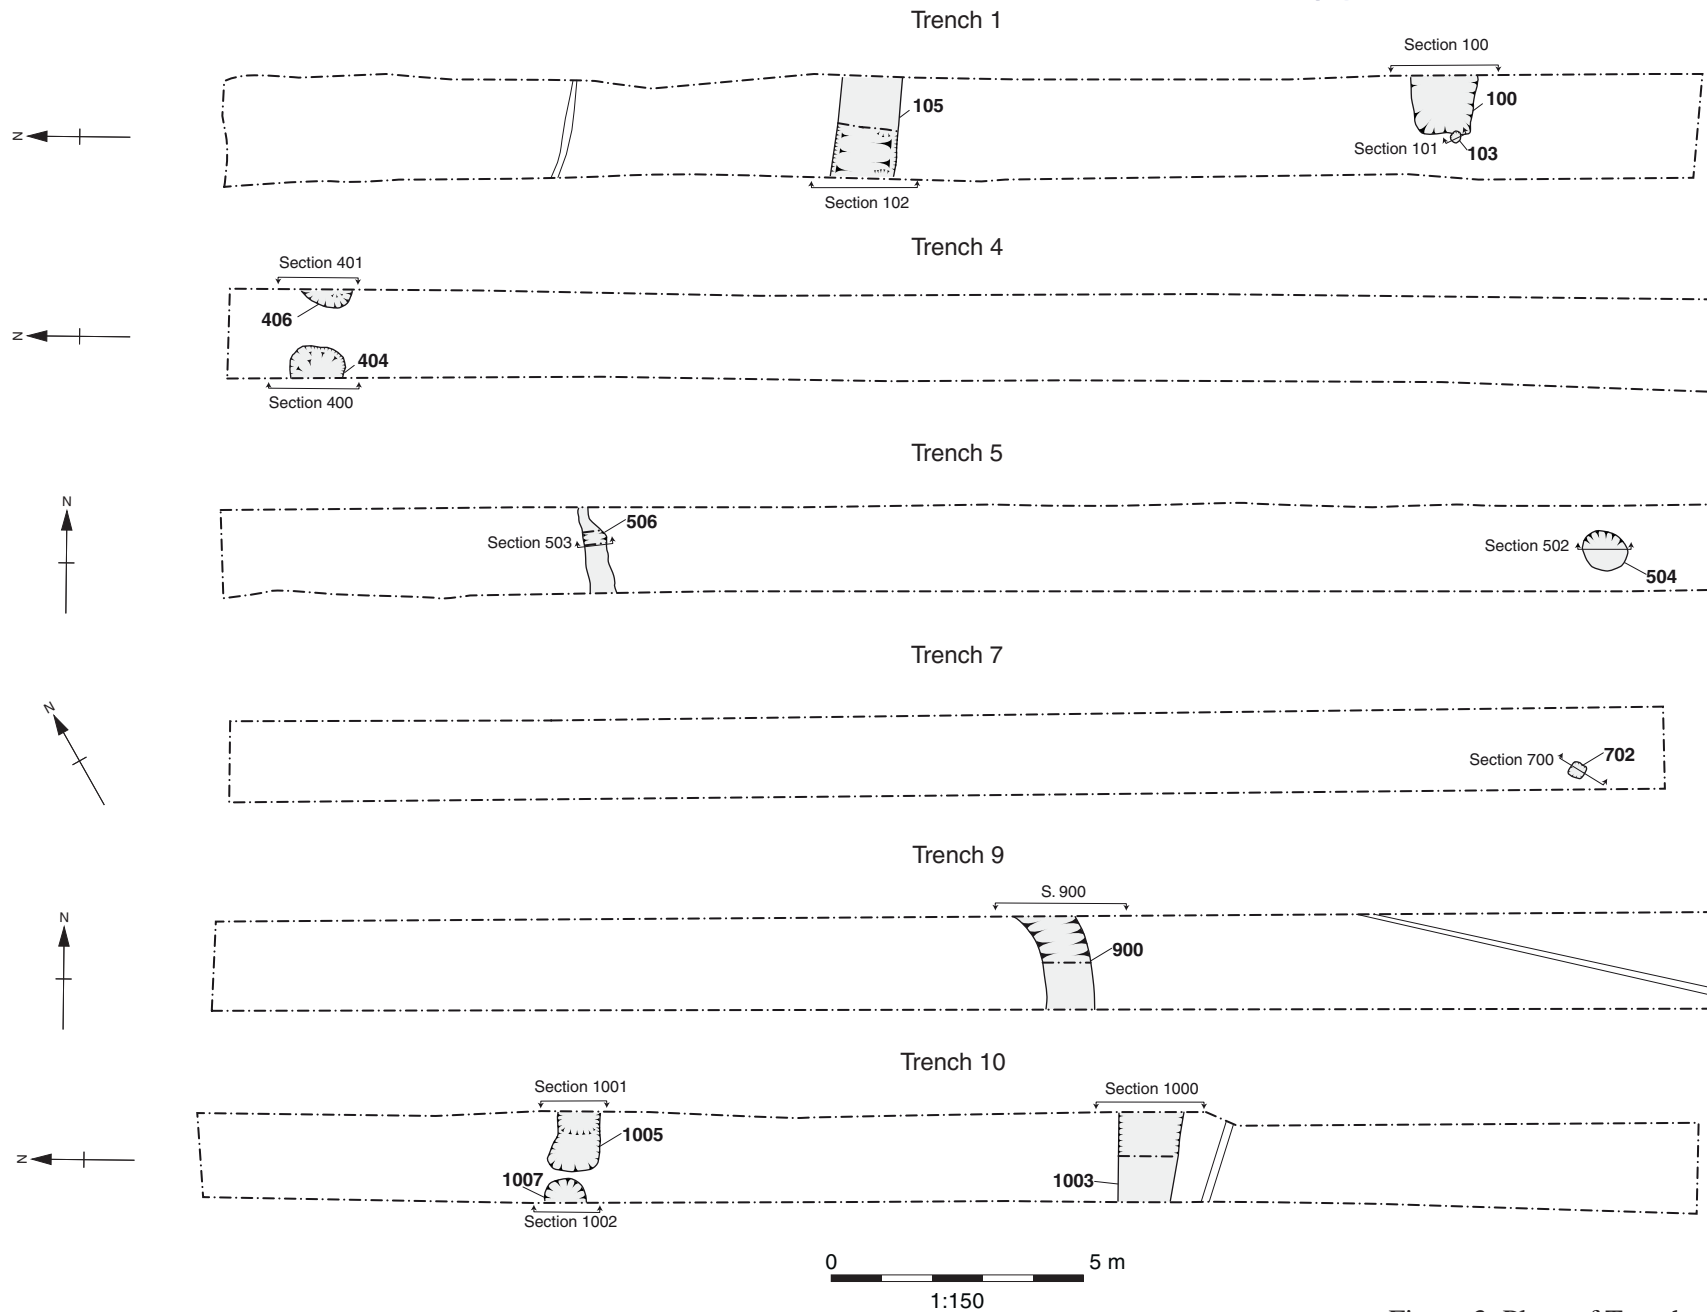 Trench 1
Section 100
105
100
Section 101
103
N
Section 102
Trench 4
Section 401
406
N
404
Section 400
Trench 5
N
506
Section 503
Section 502
504
Trench 7
N
Section 700
702
Trench 9
S. 900
N
900
Trench 10
Section 1001
Section 1000
1005
N
1007
1003
Section 1002
0
5 m
1:150